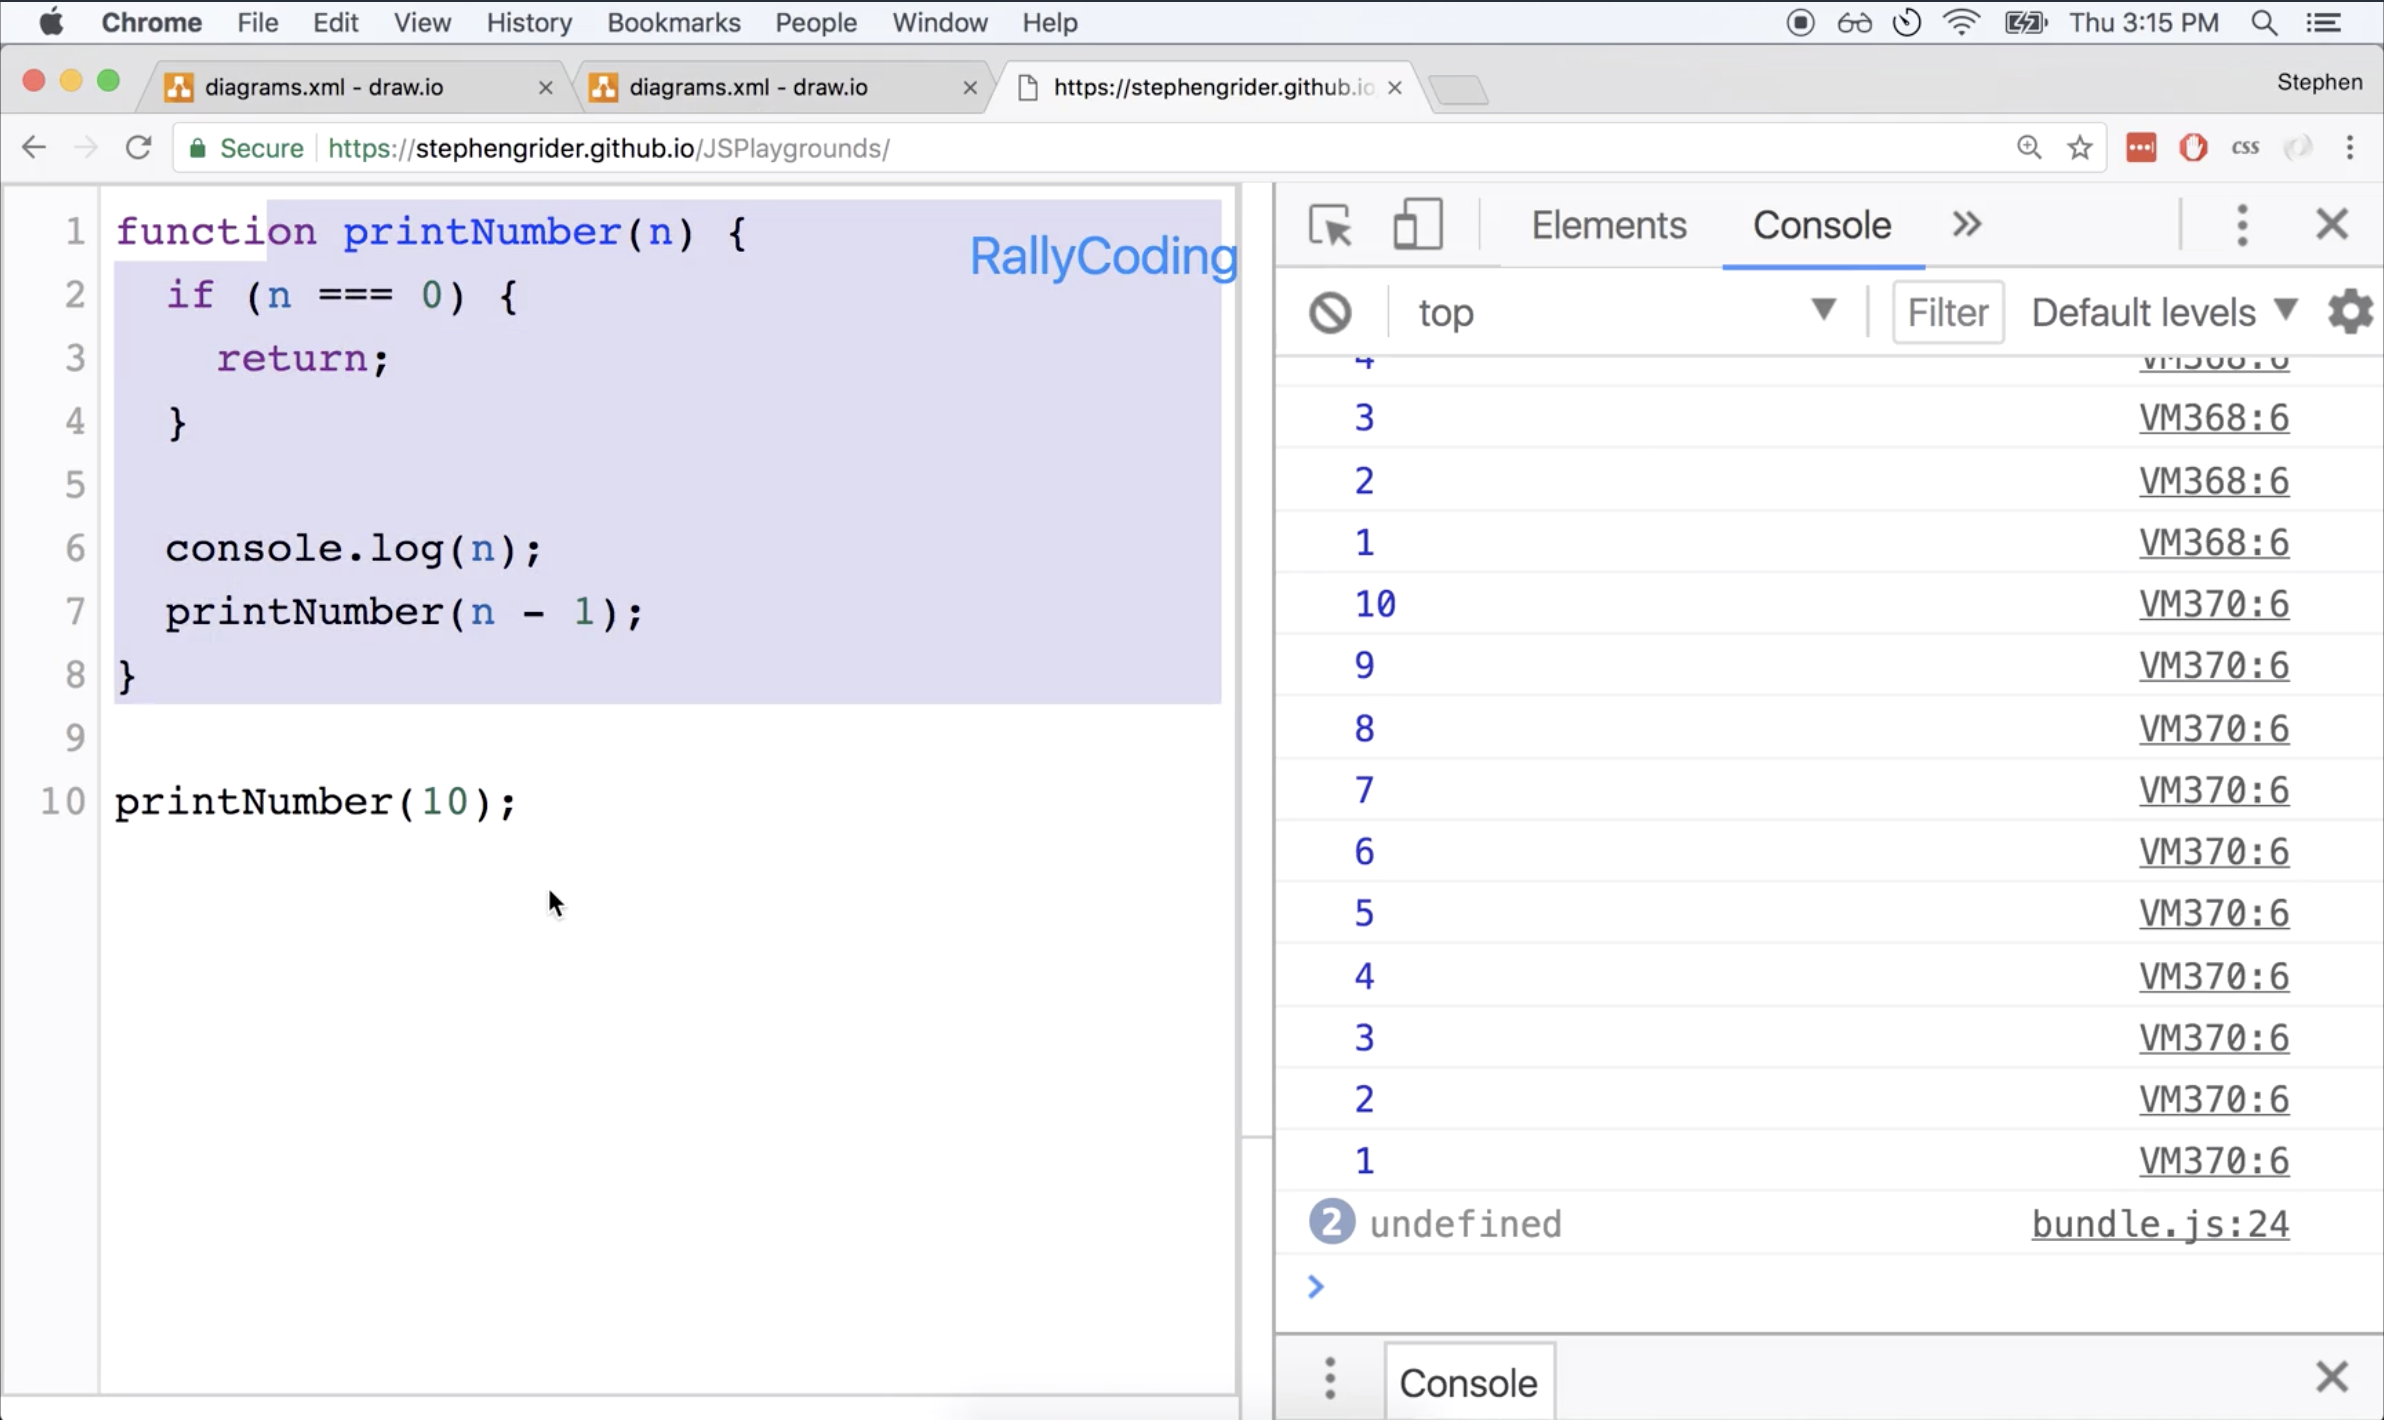 Chrome File Edit View History Bookmarks People Window Help Thu 3:15 PM
diagrams.xml - draw.io diagrams.xml - draw.io https://stephengrider.github.io Stephen
Secure https://stephengrider.github.io/JSPlaygrounds/ css
1 function printNumber(n) {
RallyCoding
2 if (n === 0) {
3 return;
4 }
5
6 console.log(n);
7 printNumber(n - 1);
8 }
9
10 printNumber(10);
Elements Console
top Filter Default levels
4 VM368:6
3 VM368:6
2 VM368:6
1 VM368:6
10 VM370:6
9 VM370:6
8 VM370:6
7 VM370:6
6 VM370:6
5 VM370:6
4 VM370:6
3 VM370:6
2 VM370:6
1 VM370:6
2 undefined bundle.js:24
Console